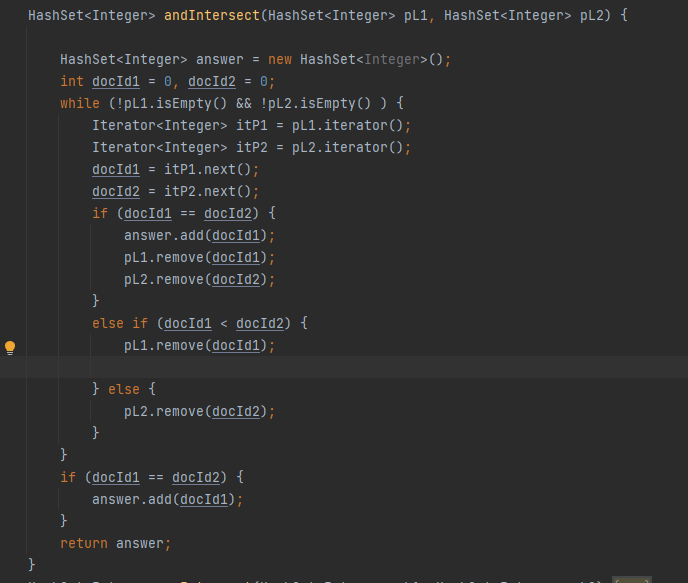 HashSet<Integer> andIntersect(HashSet<Integer> pL1, HashSet<Integer> pL2) {
HashSet<Integer> answer = new HashSet<Integer>();
int docId1 = 0, docId2 = 0;
while (!pL1.isEmpty() && !pL2.isEmpty() ) {
Iterator<Integer> itP1 = pL1.iterator();
Iterator<Integer> itP2 = pL2.iterator();
docId1 = itP1.next();
docId2 = itP2.next();
if (docId1 == docId2) {
answer.add(docId1);
pL1.remove(docId1);
pL2.remove(docId2);
}
else if (docId1 < docId2) {
pL1.remove(docId1);
} else {
pL2.remove(docId2);
}
}
if (docId1 == docId2) {
answer.add(docId1);
}
return answer;
}